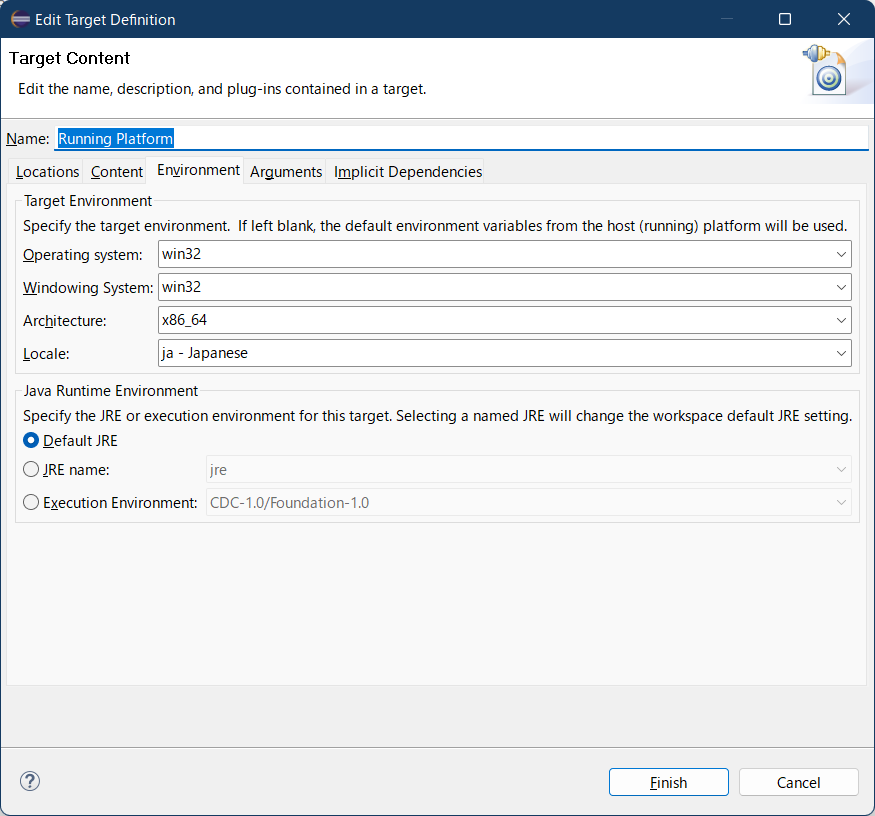 Edit Target Definition
Target Content
Edit the name, description, and plug-ins contained in a target.
Name: Running Platform
Locations Content Environment Arguments Implicit Dependencies
Target Environment
Specify the target environment.  If left blank, the default environment variables from the host (running) platform will be used.
Operating system: win32
Windowing System: win32
Architecture: x86_64
Locale: ja - Japanese
Java Runtime Environment
Specify the JRE or execution environment for this target. Selecting a named JRE will change the workspace default JRE setting.
Default JRE
JRE name: jre
Execution Environment: CDC-1.0/Foundation-1.0
?
Finish Cancel